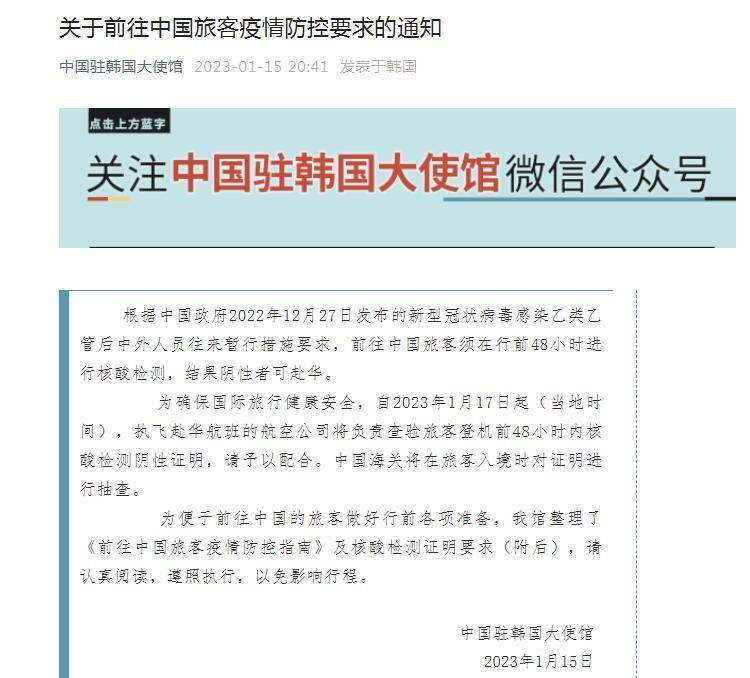 关于前往中国旅客疫情防控要求的通知
中国驻韩国大使馆 2023-01-15 20:41 发表于韩国
点击上方蓝字
关注中国驻韩国大使馆微信公众号
根据中国政府2022年12月27日发布的新型冠状病毒感染乙类乙
管后中外人员往来暂行措施要求，前往中国旅客须在行前48小时进
行核酸检测，结果阴性者可赴华。
为确保国际旅行健康安全，自2023年1月17日起（当地时
间），执飞赴华航班的航空公司将负责查验旅客登机前48小时内核
酸检测阴性证明，请予以配合。中国海关将在旅客入境时对证明进
行抽查。
为便于前往中国的旅客做好行前各项准备，我馆整理了
《前往中国旅客疫情防控指南》及核酸检测证明要求（附后），请
认真阅读，遵照执行，以免影响行程。
中国驻韩国大使馆
2023年1月15日